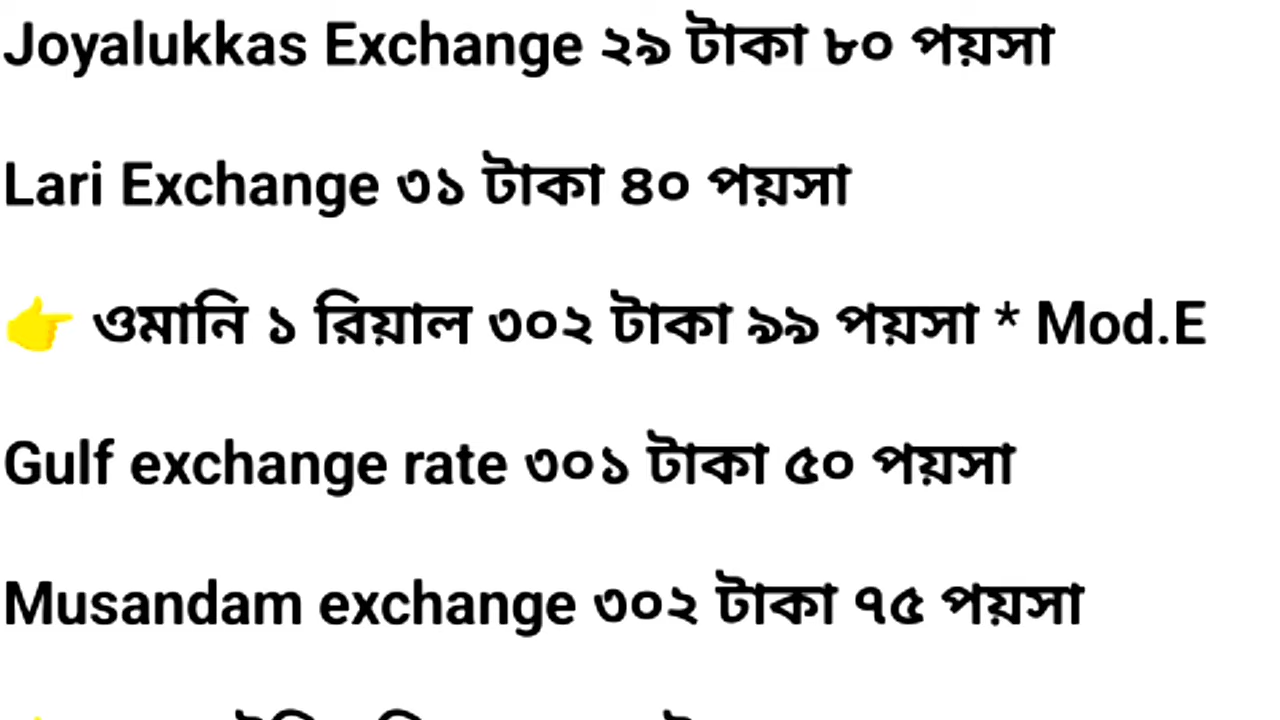 Joyalukkas Exchange ২৯ টাকা ৮০ পয়সা
Lari Exchange ৩১ টাকা ৪০ পয়সা
👉 ওমানি ১ রিয়াল ৩০২ টাকা ৯৯ পয়সা * Mod.E
Gulf exchange rate ৩০১ টাকা ৫০ পয়সা
Musandam exchange ৩০২ টাকা ৭৫ পয়সা